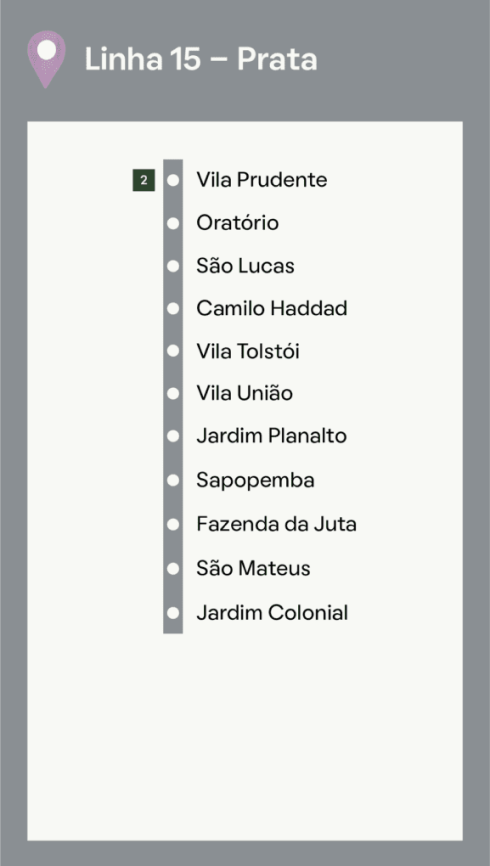 Linha 15 – Prata
2 Vila Prudente
Oratório
São Lucas
Camilo Haddad
Vila Tolstói
Vila União
Jardim Planalto
Sapopemba
Fazenda da Juta
São Mateus
Jardim Colonial